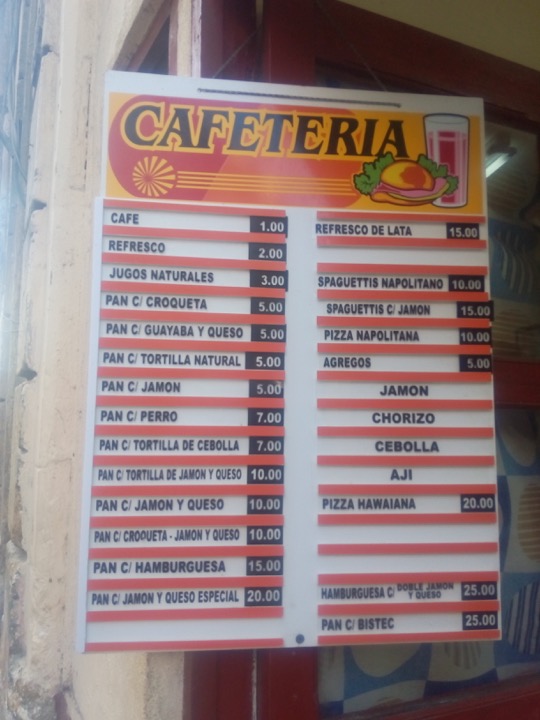 CAFETERIA
CAFE 1.00
REFRESCO 2.00
JUGOS NATURALES 3.00
PAN C/ CROQUETA 5.00
PAN C/ GUAYABA Y QUESO 5.00
PAN C/ TORTILLA NATURAL 5.00
PAN C/ JAMON 5.00
PAN C/ PERRO 7.00
PAN C/ TORTILLA DE CEBOLLA 7.00
PAN C/ TORTILLA DE JAMON Y QUESO 10.00
PAN C/ JAMON Y QUESO 10.00
PAN C/ CROQUETA - JAMON Y QUESO 10.00
PAN C/ HAMBURGUESA 15.00
PAN C/ JAMON Y QUESO ESPECIAL 20.00
REFRESCO DE LATA 15.00
SPAGUETTIS NAPOLITANO 10.00
SPAGUETTIS C/ JAMON 15.00
PIZZA NAPOLITANA 10.00
AGREGOS 5.00
JAMON
CHORIZO
CEBOLLA
AJI
PIZZA HAWAIANA 20.00
HAMBURGUESA C/ DOBLE JAMON Y QUESO 25.00
PAN C/ BISTEC 25.00